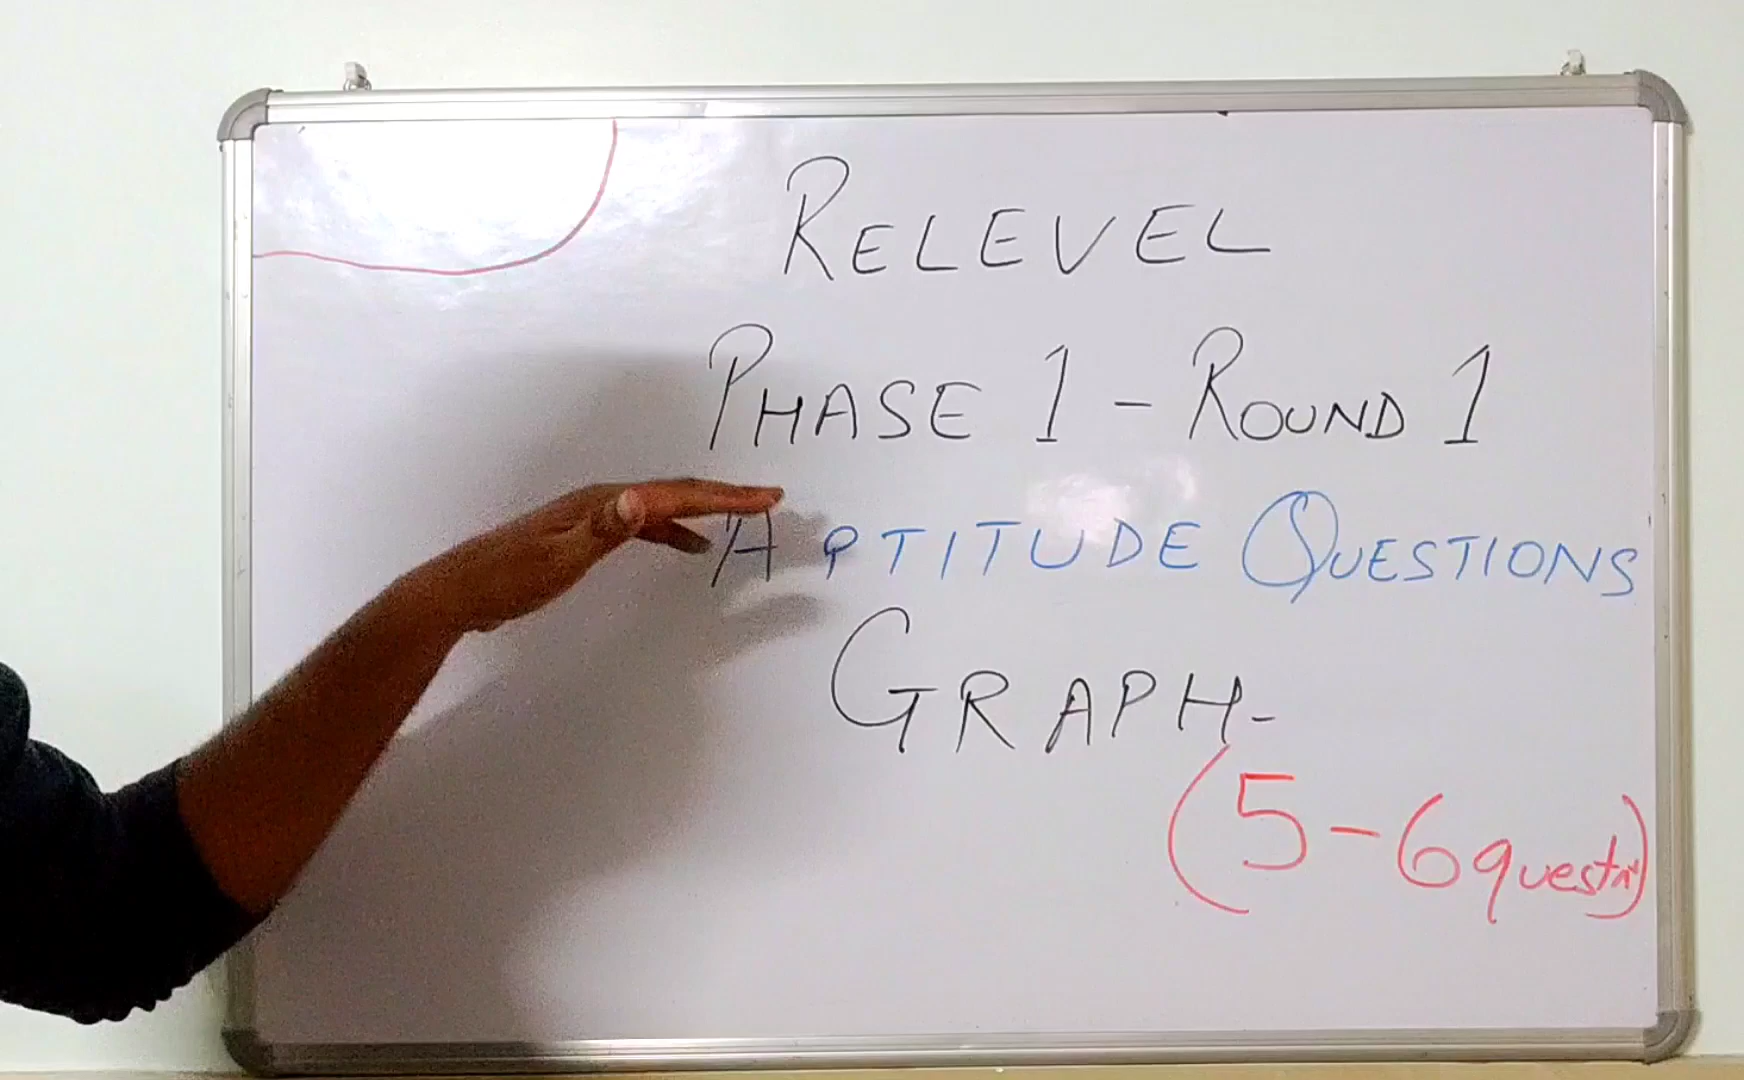 RELEVEL
PHASE 1 - ROUND 1
APTITUDE QUESTIONS
GRAPH-
(5-6 questn)